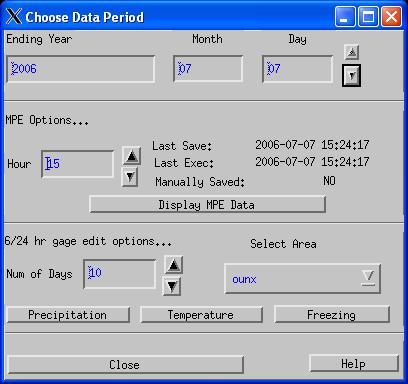 Choose Data Period
Ending Year Month Day
2006 07 07
MPE Options...
Last Save: 2006-07-07 15:24:17
Hour 15
Last Exec: 2006-07-07 15:24:17
Manually Saved: NO
Display MPE Data
6/24 hr gage edit options...
Select Area
Num of Days 10
ounx
Precipitation Temperature Freezing
Close Help